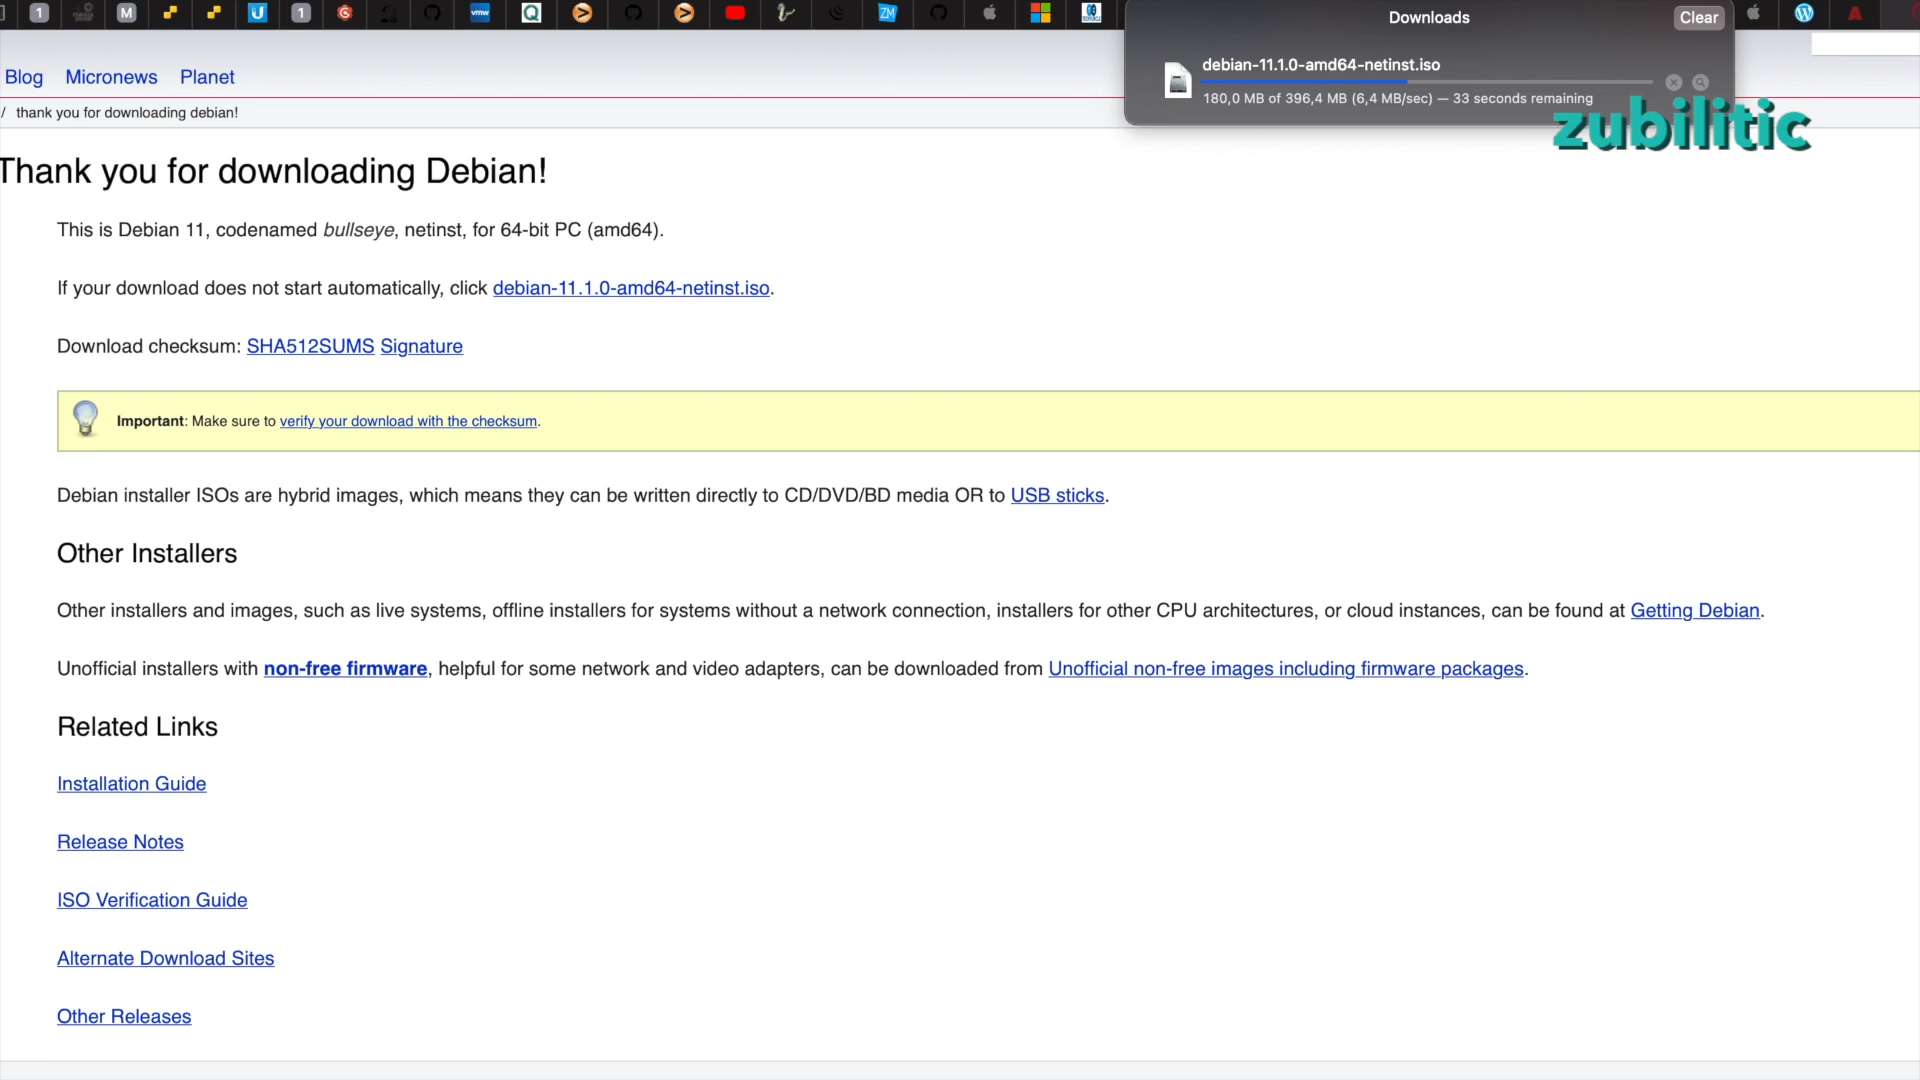 1
M
U
1
vmw
Q
ZM
Downloads
Clear
debian-11.1.0-amd64-netinst.iso
180,0 MB of 396,4 MB (6,4 MB/sec) — 33 seconds remaining
zubilitic
Blog Micronews Planet
/ thank you for downloading debian!
Thank you for downloading Debian!
This is Debian 11, codenamed bullseye, netinst, for 64-bit PC (amd64).
If your download does not start automatically, click debian-11.1.0-amd64-netinst.iso.
Download checksum: SHA512SUMS Signature
Important: Make sure to verify your download with the checksum.
Debian installer ISOs are hybrid images, which means they can be written directly to CD/DVD/BD media OR to USB sticks.
Other Installers
Other installers and images, such as live systems, offline installers for systems without a network connection, installers for other CPU architectures, or cloud instances, can be found at Getting Debian.
Unofficial installers with non-free firmware, helpful for some network and video adapters, can be downloaded from Unofficial non-free images including firmware packages.
Related Links
Installation Guide
Release Notes
ISO Verification Guide
Alternate Download Sites
Other Releases